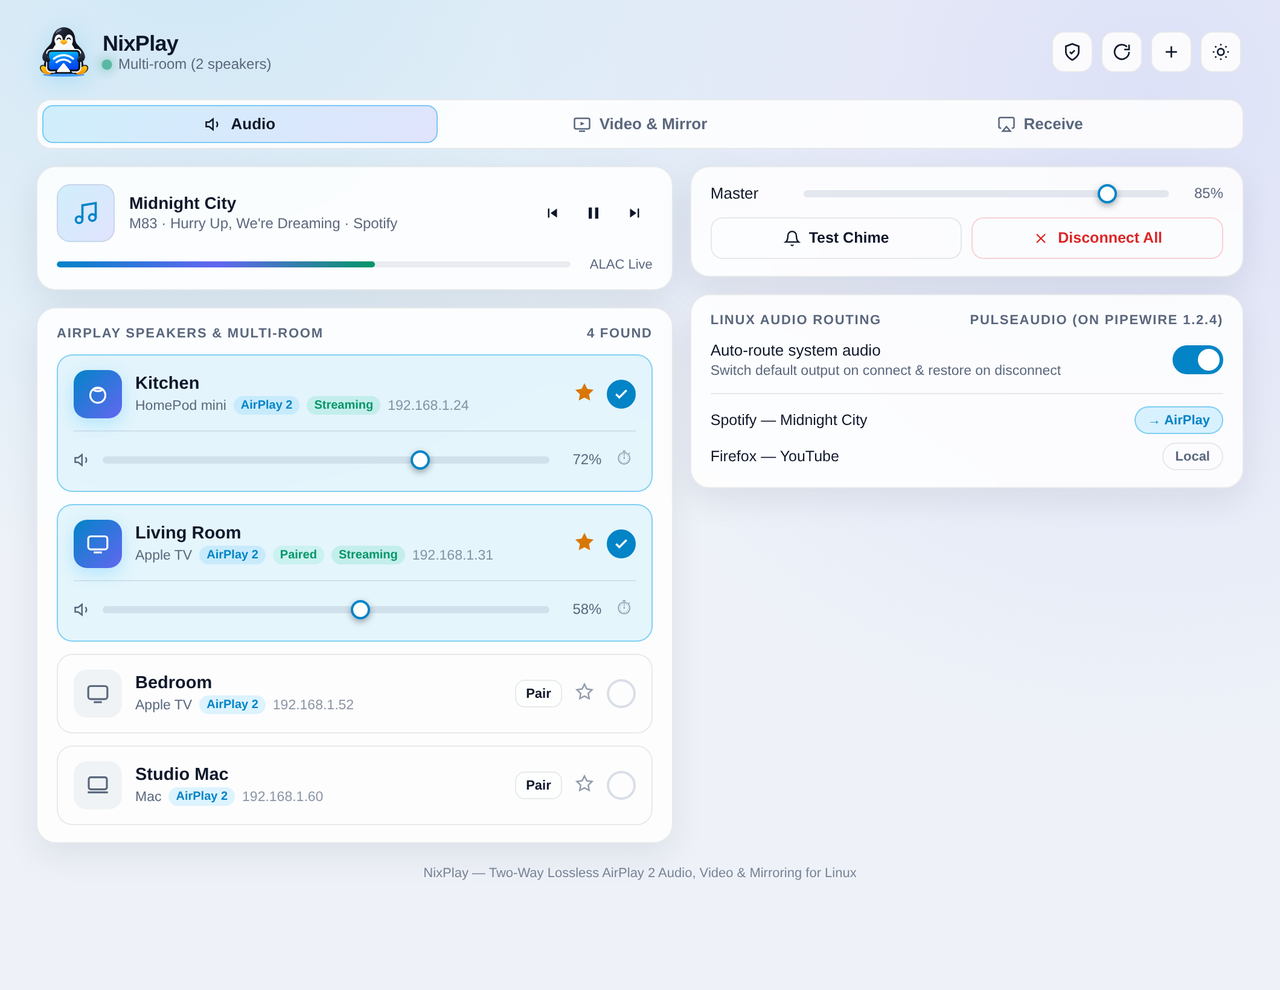 NixPlay
Multi-room (2 speakers)
Audio
Video & Mirror
Receive
Midnight City
M83 · Hurry Up, We're Dreaming · Spotify
ALAC Live
AIRPLAY SPEAKERS & MULTI-ROOM
4 FOUND
Kitchen
HomePod mini AirPlay 2 Streaming 192.168.1.24
72%
Living Room
Apple TV AirPlay 2 Paired Streaming 192.168.1.31
58%
Bedroom
Apple TV AirPlay 2 192.168.1.52
Pair
Studio Mac
Mac AirPlay 2 192.168.1.60
Pair
Master
85%
Test Chime
Disconnect All
LINUX AUDIO ROUTING
PULSEAUDIO (ON PIPEWIRE 1.2.4)
Auto-route system audio
Switch default output on connect & restore on disconnect
Spotify — Midnight City
→ AirPlay
Firefox — YouTube
Local
NixPlay — Two-Way Lossless AirPlay 2 Audio, Video & Mirroring for Linux